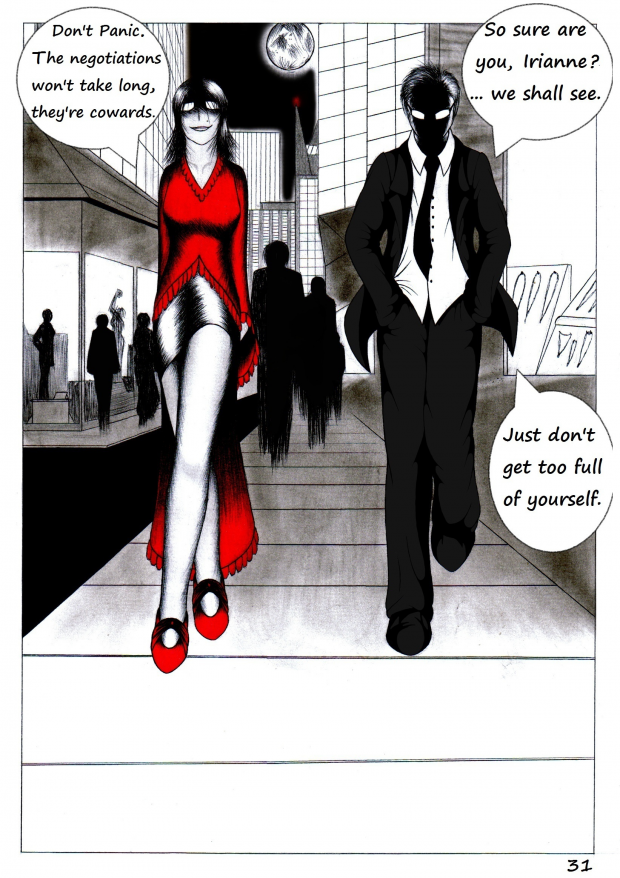 Don't Panic.
The negotiations
won't take long,
they're cowards.
So sure are
you, Irianne?
... we shall see.
Just don't
get too full
of yourself.
31